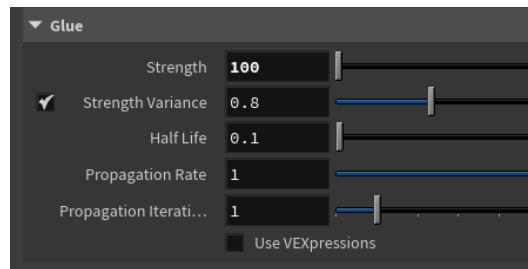 Glue
Strength 100
Strength Variance 0.8
Half Life 0.1
Propagation Rate 1
Propagation Iterati... 1
Use VEXpressions